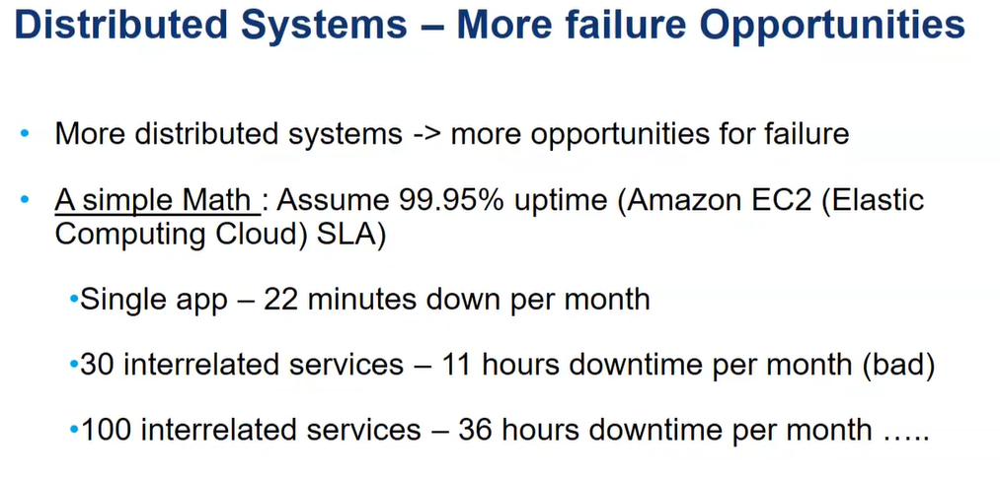 Distributed Systems – More failure Opportunities
• More distributed systems -> more opportunities for failure
• A simple Math : Assume 99.95% uptime (Amazon EC2 (Elastic
Computing Cloud) SLA)
•Single app – 22 minutes down per month
•30 interrelated services – 11 hours downtime per month (bad)
•100 interrelated services – 36 hours downtime per month …..